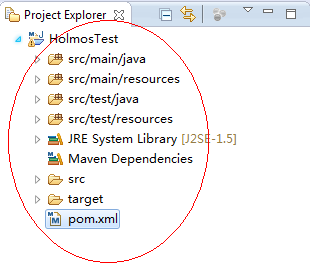 Project Explorer
HolmosTest
src/main/java
src/main/resources
src/test/java
src/test/resources
JRE System Library [J2SE-1.5]
Maven Dependencies
src
target
pom.xml